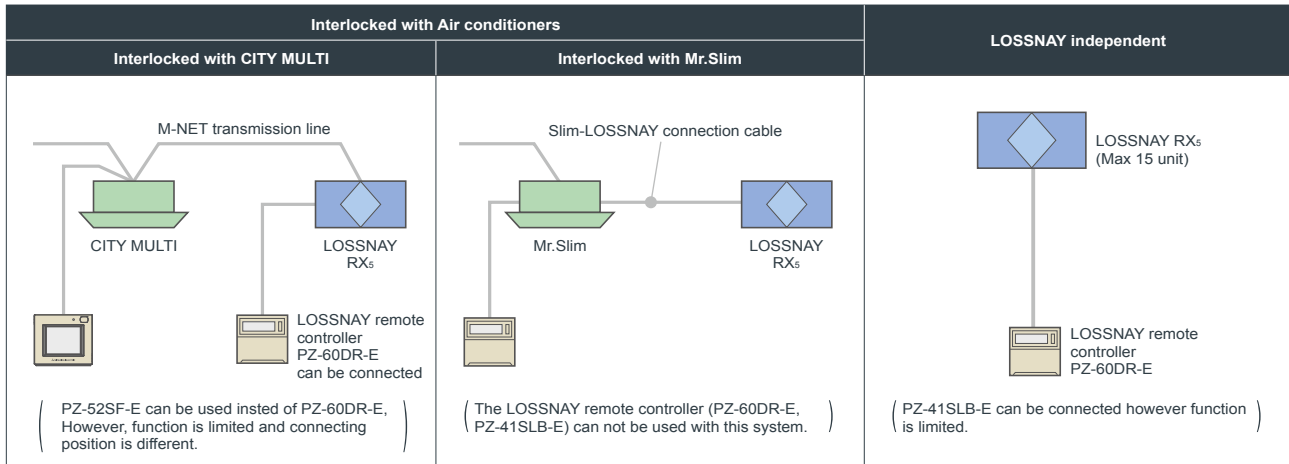 Interlocked with Air conditioners
LOSSNAY independent
Interlocked with CITY MULTI
Interlocked with Mr.Slim
M-NET transmission line
CITY MULTI
LOSSNAY
RX5
LOSSNAY remote
controller
PZ-60DR-E
can be connected
( PZ-52SF-E can be used insted of PZ-60DR-E,
However, function is limited and connecting
position is different. )
Slim-LOSSNAY connection cable
Mr.Slim
LOSSNAY
RX5
( The LOSSNAY remote controller (PZ-60DR-E,
PZ-41SLB-E) can not be used with this system. )
LOSSNAY RX5
(Max 15 unit)
LOSSNAY remote
controller
PZ-60DR-E
( PZ-41SLB-E can be connected however function
is limited. )